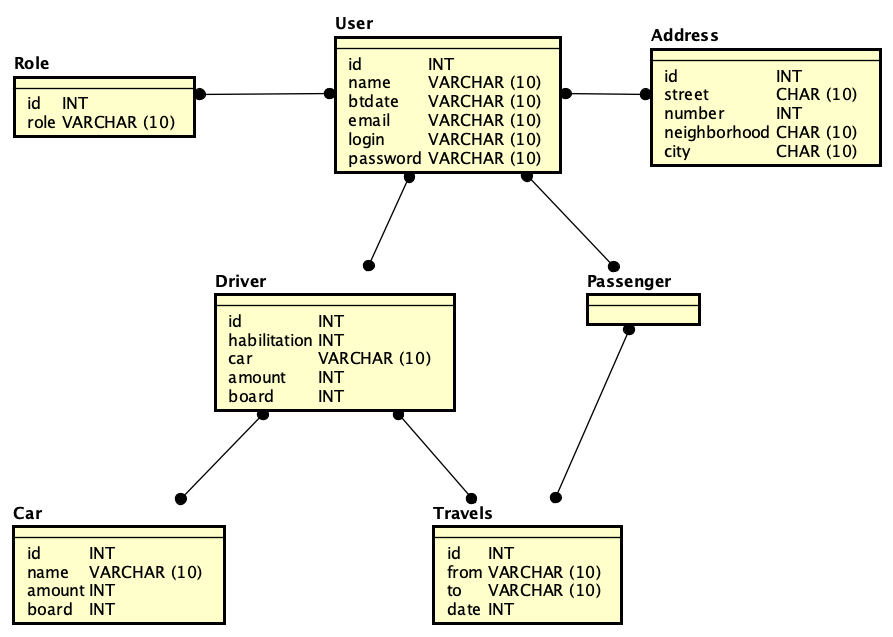 Role
id INT
role VARCHAR (10)
User
id INT
name VARCHAR (10)
btdate VARCHAR (10)
email VARCHAR (10)
login VARCHAR (10)
password VARCHAR (10)
Address
id INT
street CHAR (10)
number INT
neighborhood CHAR (10)
city CHAR (10)
Driver
id INT
habilitation INT
car VARCHAR (10)
amount INT
board INT
Passenger
Car
id INT
name VARCHAR (10)
amount INT
board INT
Travels
id INT
from VARCHAR (10)
to VARCHAR (10)
date INT